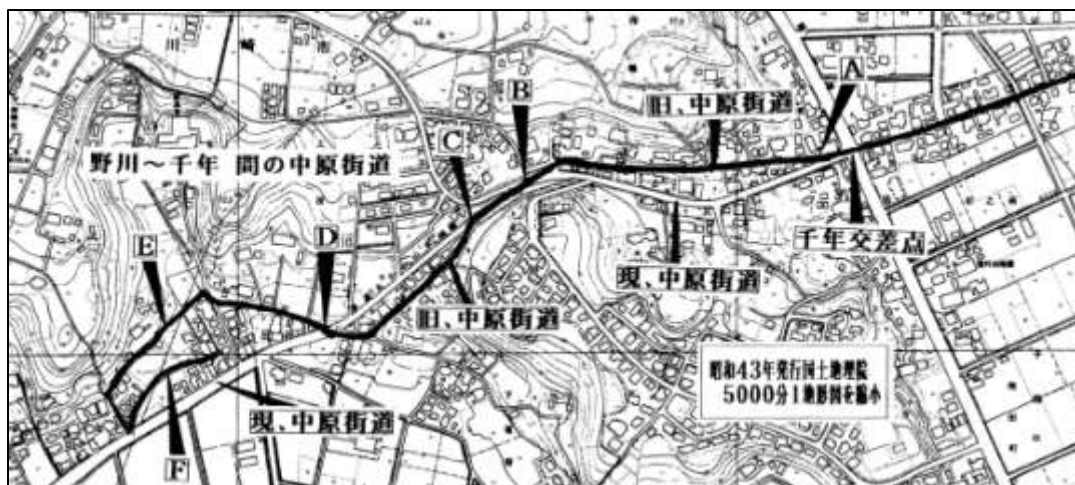 川崎市
A
旧、中原街道
B
C
野川～千年 間の中原街道
千年交差点
D
現、中原街道
E
旧、中原街道
昭和43年発行国土地理院
5000分1地形図を縮小
現、中原街道
F